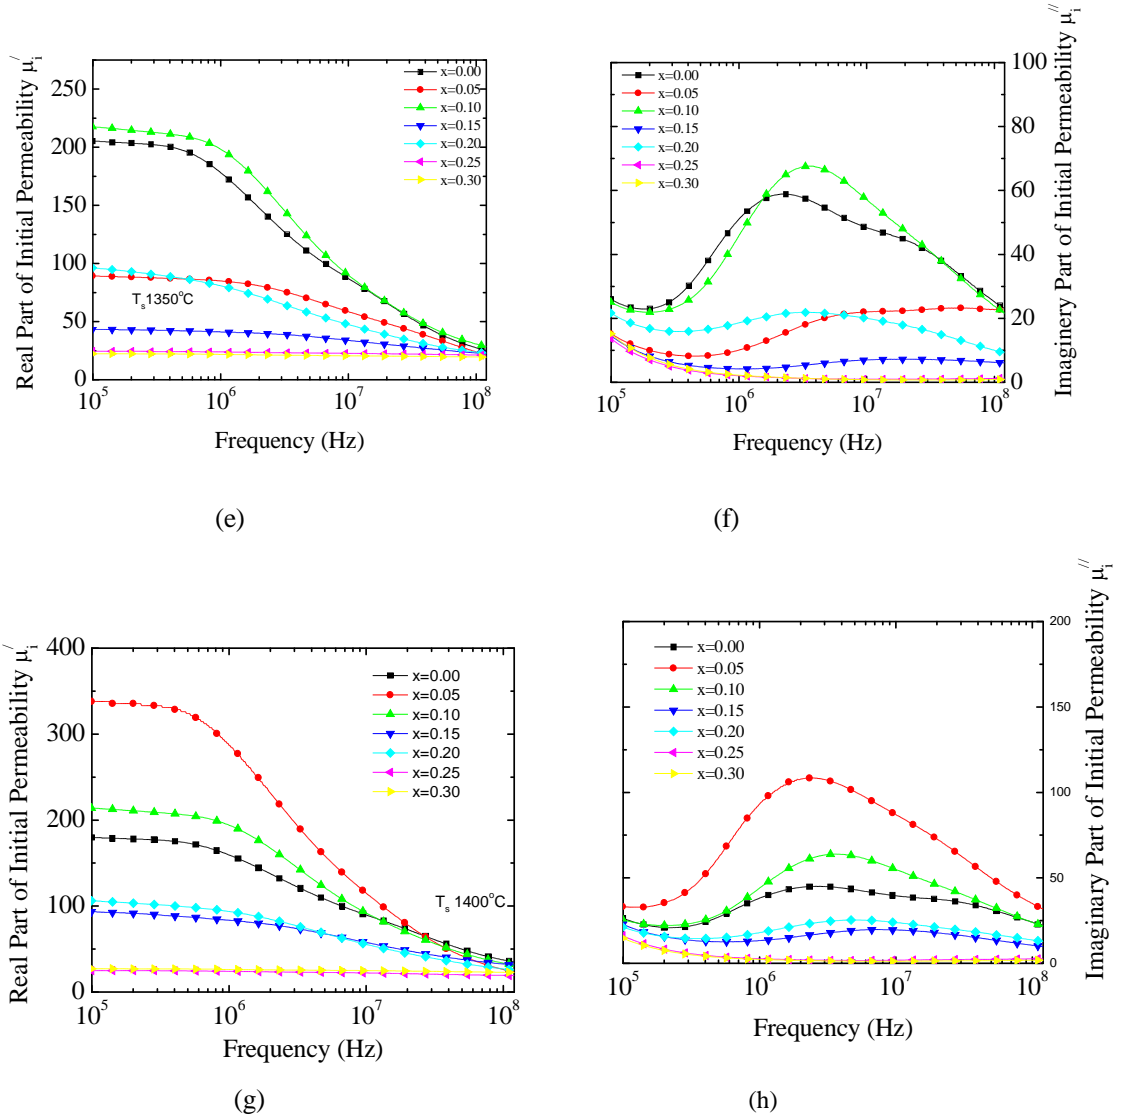 (e)
(f)
Real Part of Initial Permeability μ_i^/
250
200
150
100
50
0
10^5
10^6
10^7
10^8
Frequency (Hz)
T_s 1350°C
x=0.00
x=0.05
x=0.10
x=0.15
x=0.20
x=0.25
x=0.30
Imaginery Part of Initial Permeability μ_i^//
100
80
60
40
20
0
10^5
10^6
10^7
10^8
Frequency (Hz)
x=0.00
x=0.05
x=0.10
x=0.15
x=0.20
x=0.25
x=0.30
(e)
(f)
Real Part of Initial Permeability μ_i^/
400
300
200
100
0
10^5
10^6
10^7
10^8
Frequency (Hz)
T_s 1400°C
x=0.00
x=0.05
x=0.10
x=0.15
x=0.20
x=0.25
x=0.30
Imaginary Part of Initial Permeability μ_i^//
200
150
100
50
0
10^5
10^6
10^7
10^8
Frequency (Hz)
x=0.00
x=0.05
x=0.10
x=0.15
x=0.20
x=0.25
x=0.30
(g)
(h)